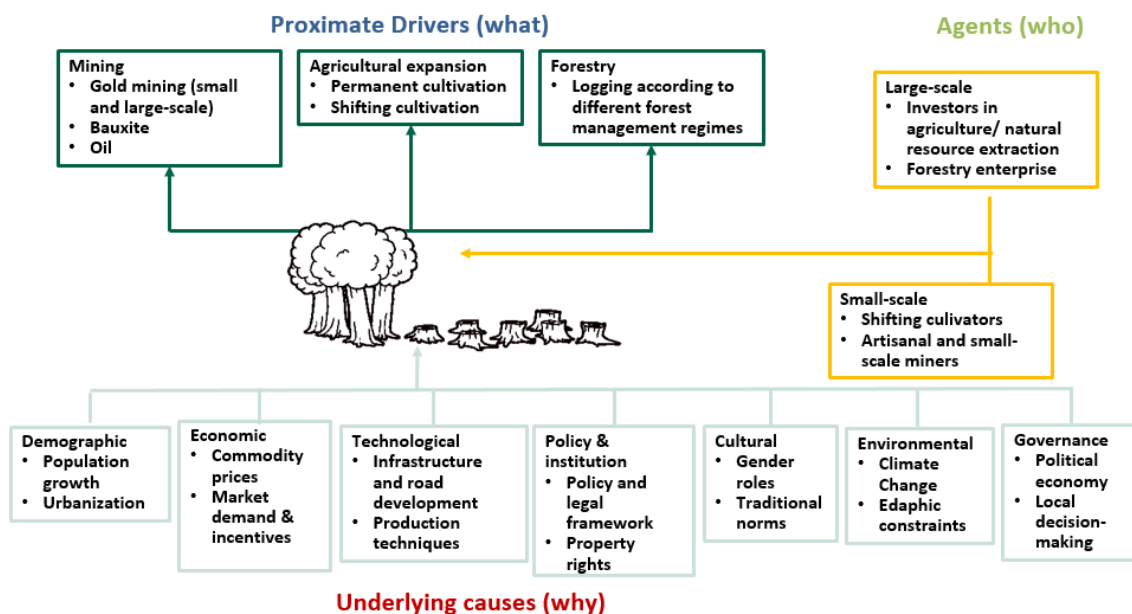 Proximate Drivers (what)
Agents (who)
Mining
• Gold mining (small
and large-scale)
• Bauxite
• Oil
Agricultural expansion
• Permanent cultivation
• Shifting cultivation
Forestry
• Logging according to
different forest
management regimes
Large-scale
• Investors in
agriculture/ natural
resource extraction
• Forestry enterprise
Small-scale
• Shifting culivators
• Artisanal and small-
scale miners
Demographic
• Population
growth
• Urbanization
Economic
• Commodity
prices
• Market
demand &
incentives
Technological
• Infrastructure
and road
development
• Production
techniques
Policy &
institution
• Policy and
legal
framework
• Property
rights
Cultural
• Gender
roles
• Traditional
norms
Environmental
• Climate
Change
• Edaphic
constraints
Governance
• Political
economy
• Local
decision-
making
Underlying causes (why)